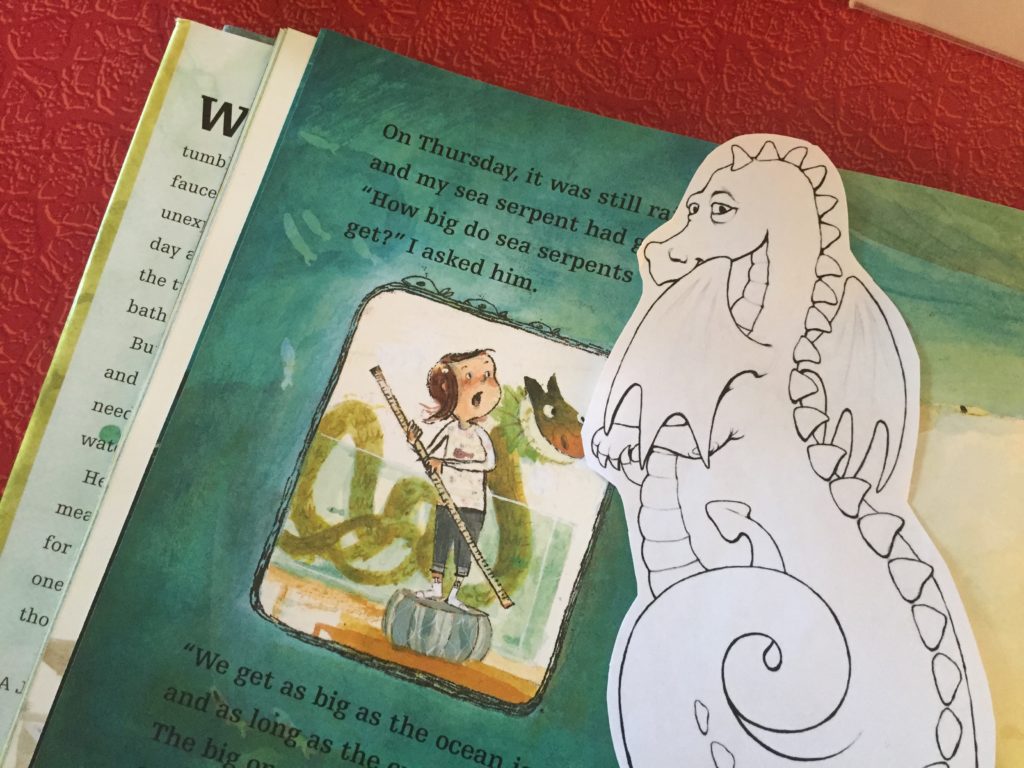 W
tumb
fauce
unex
day a
the t
bath
Bu
and
need
wat
He
mea
for
one
tho
A J
On Thursday, it was still ra
and my sea serpent had g
“How big do sea serpents
get?” I asked him.
“We get as big as the ocean is
and as long as the
The big